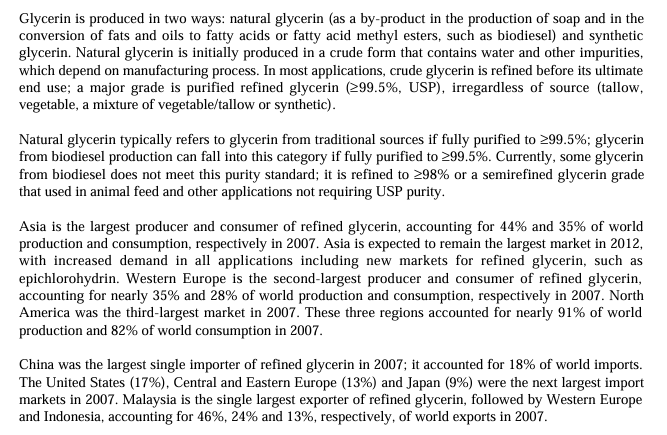 Glycerin is produced in two ways: natural glycerin (as a by-product in the production of soap and in the
conversion of fats and oils to fatty acids or fatty acid methyl esters, such as biodiesel) and synthetic
glycerin. Natural glycerin is initially produced in a crude form that contains water and other impurities,
which depend on manufacturing process. In most applications, crude glycerin is refined before its ultimate
end use; a major grade is purified refined glycerin (≥99.5%, USP), irregardless of source (tallow,
vegetable, a mixture of vegetable/tallow or synthetic).
Natural glycerin typically refers to glycerin from traditional sources if fully purified to ≥99.5%; glycerin
from biodiesel production can fall into this category if fully purified to ≥99.5%. Currently, some glycerin
from biodiesel does not meet this purity standard; it is refined to ≥98% or a semirefined glycerin grade
that used in animal feed and other applications not requiring USP purity.
Asia is the largest producer and consumer of refined glycerin, accounting for 44% and 35% of world
production and consumption, respectively in 2007. Asia is expected to remain the largest market in 2012,
with increased demand in all applications including new markets for refined glycerin, such as
epichlorohydrin. Western Europe is the second-largest producer and consumer of refined glycerin,
accounting for nearly 35% and 28% of world production and consumption, respectively in 2007. North
America was the third-largest market in 2007. These three regions accounted for nearly 91% of world
production and 82% of world consumption in 2007.
China was the largest single importer of refined glycerin in 2007; it accounted for 18% of world imports.
The United States (17%), Central and Eastern Europe (13%) and Japan (9%) were the next largest import
markets in 2007. Malaysia is the single largest exporter of refined glycerin, followed by Western Europe
and Indonesia, accounting for 46%, 24% and 13%, respectively, of world exports in 2007.